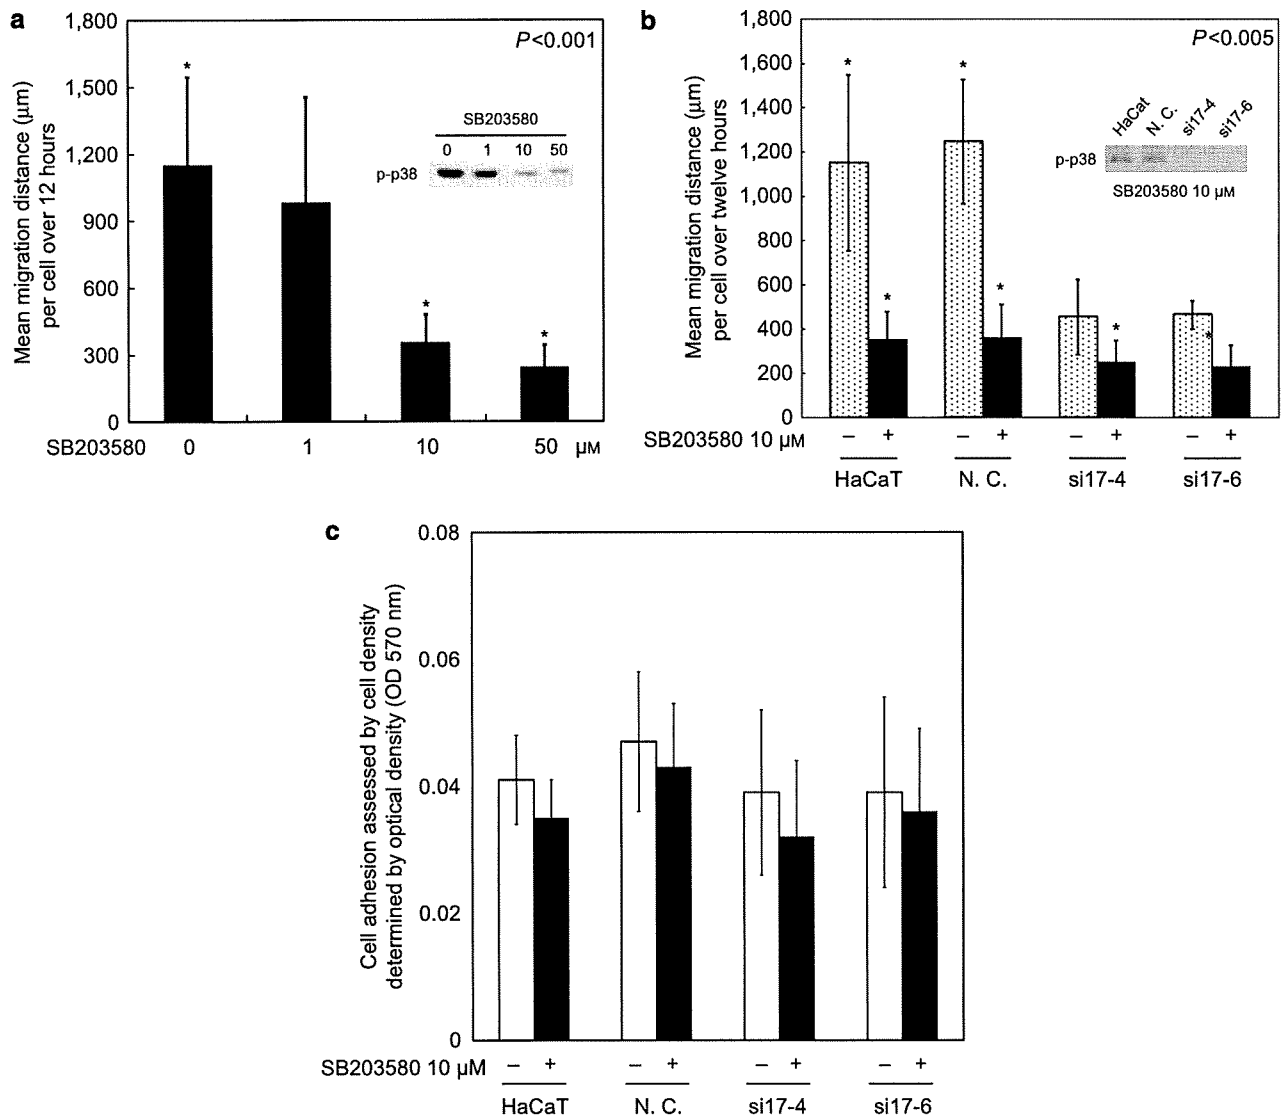 a
1,800
1,500
1,200
900
600
300
0
Mean migration distance (μm)
per cell over 12 hours
P<0.001
*
*
*
SB203580
0 1 10 50
p-p38
SB203580 0 1 10 50 μM
b
1,800
1,600
1,400
1,200
1,000
800
600
400
200
0
Mean migration distance (μm)
per cell over twelve hours
P<0.005
*
*
*
*
*
*
HaCat N. C. si17-4 si17-6
p-p38
SB203580 10 μM
SB203580 10 μM – + – + – + – +
HaCaT N. C. si17-4 si17-6
c
0.08
0.06
0.04
0.02
0
Cell adhesion assessed by cell density
determined by optical density (OD 570 nm)
SB203580 10 μM – + – + – + – +
HaCaT N. C. si17-4 si17-6